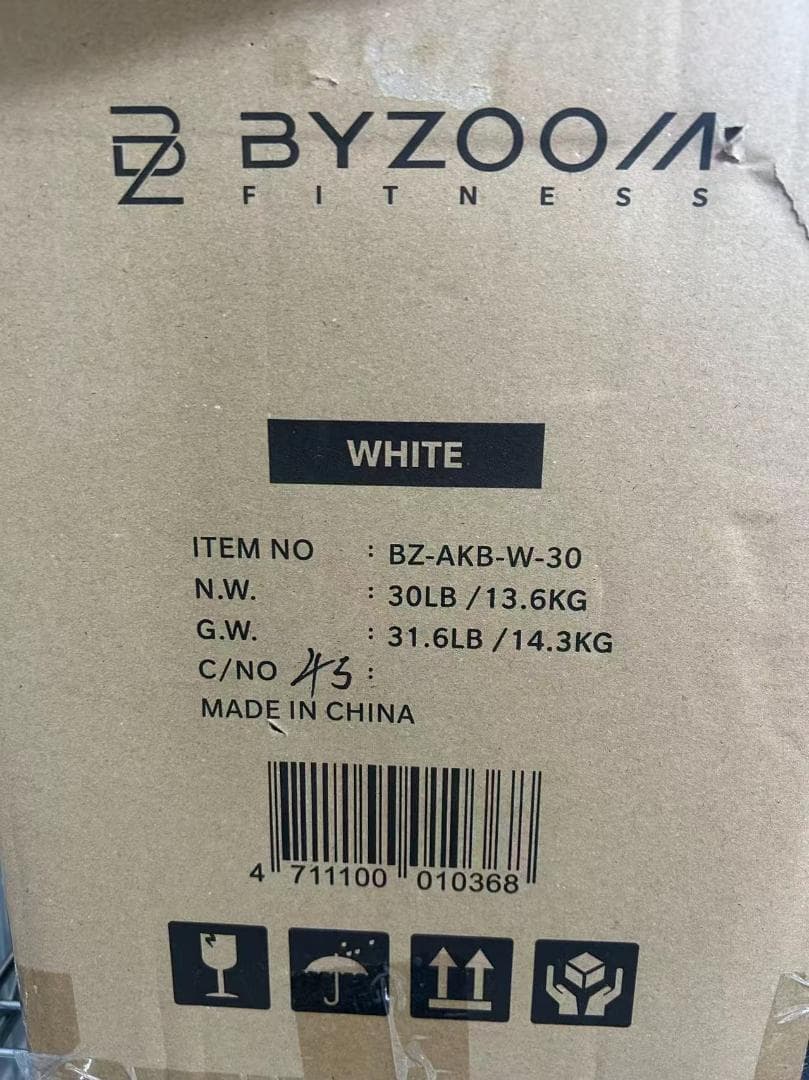 BZ BYZOOM
FITNESS
WHITE
ITEM NO : BZ-AKB-W-30
N.W. : 30LB /13.6KG
G.W. : 31.6LB /14.3KG
C/NO 45 :
MADE IN CHINA
4 711100 010368